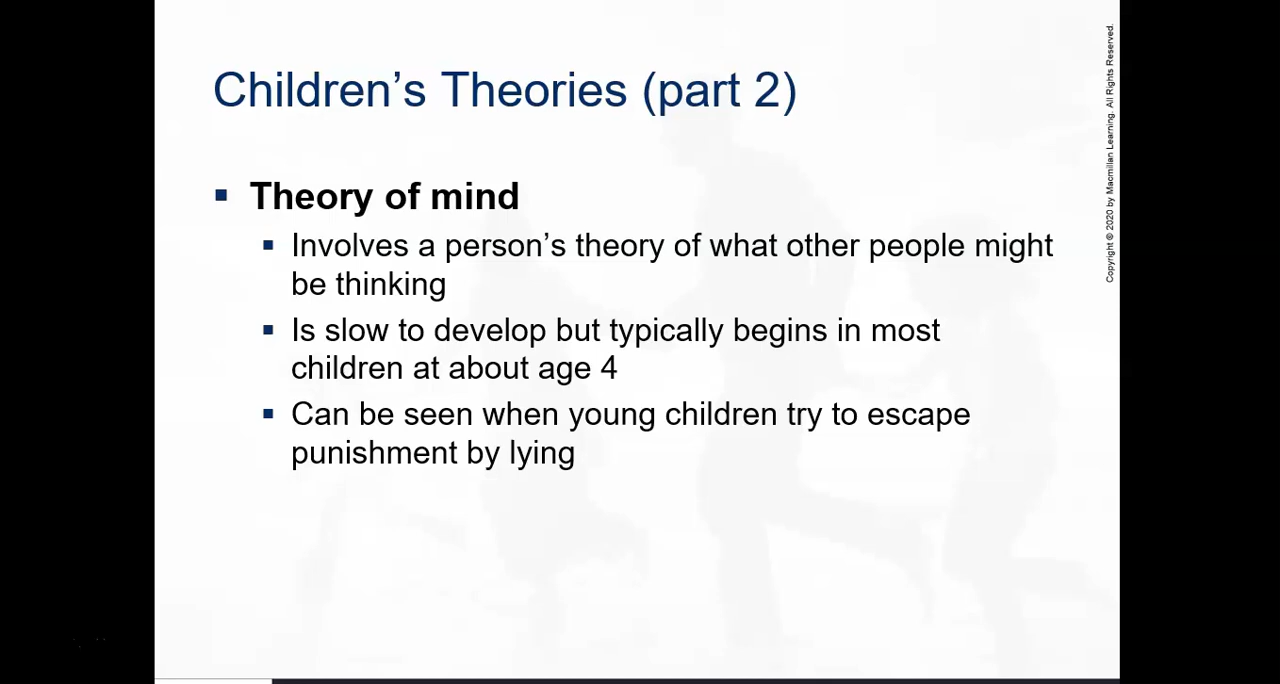 Children’s Theories (part 2)
▪ Theory of mind
▪ Involves a person’s theory of what other people might
be thinking
▪ Is slow to develop but typically begins in most
children at about age 4
▪ Can be seen when young children try to escape
punishment by lying
Copyright © 2020 by Macmillan Learning. All Rights Reserved.